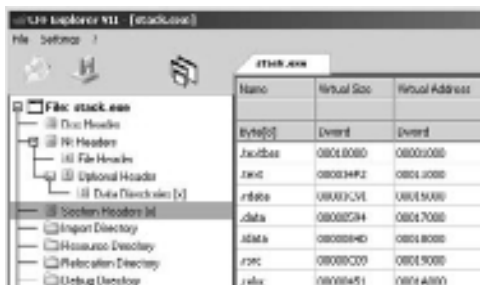 CFF Explorer VII - [stack.exe]
File Settings ?
stack.exe
File: stack.exe
Dos Header
Nt Headers
File Header
Optional Header
Data Directories [x]
Section Headers [x]
Import Directory
Resource Directory
Relocation Directory
Debug Directory
Name Virtual Size Virtual Address
Byte[8] Dword Dword
.textbss 00010000 00001000
.text 00011000
.rdata 00015000
.data 00017000
.idata 00018000
.rsrc 00000C09 00019000
.reloc 0001A000